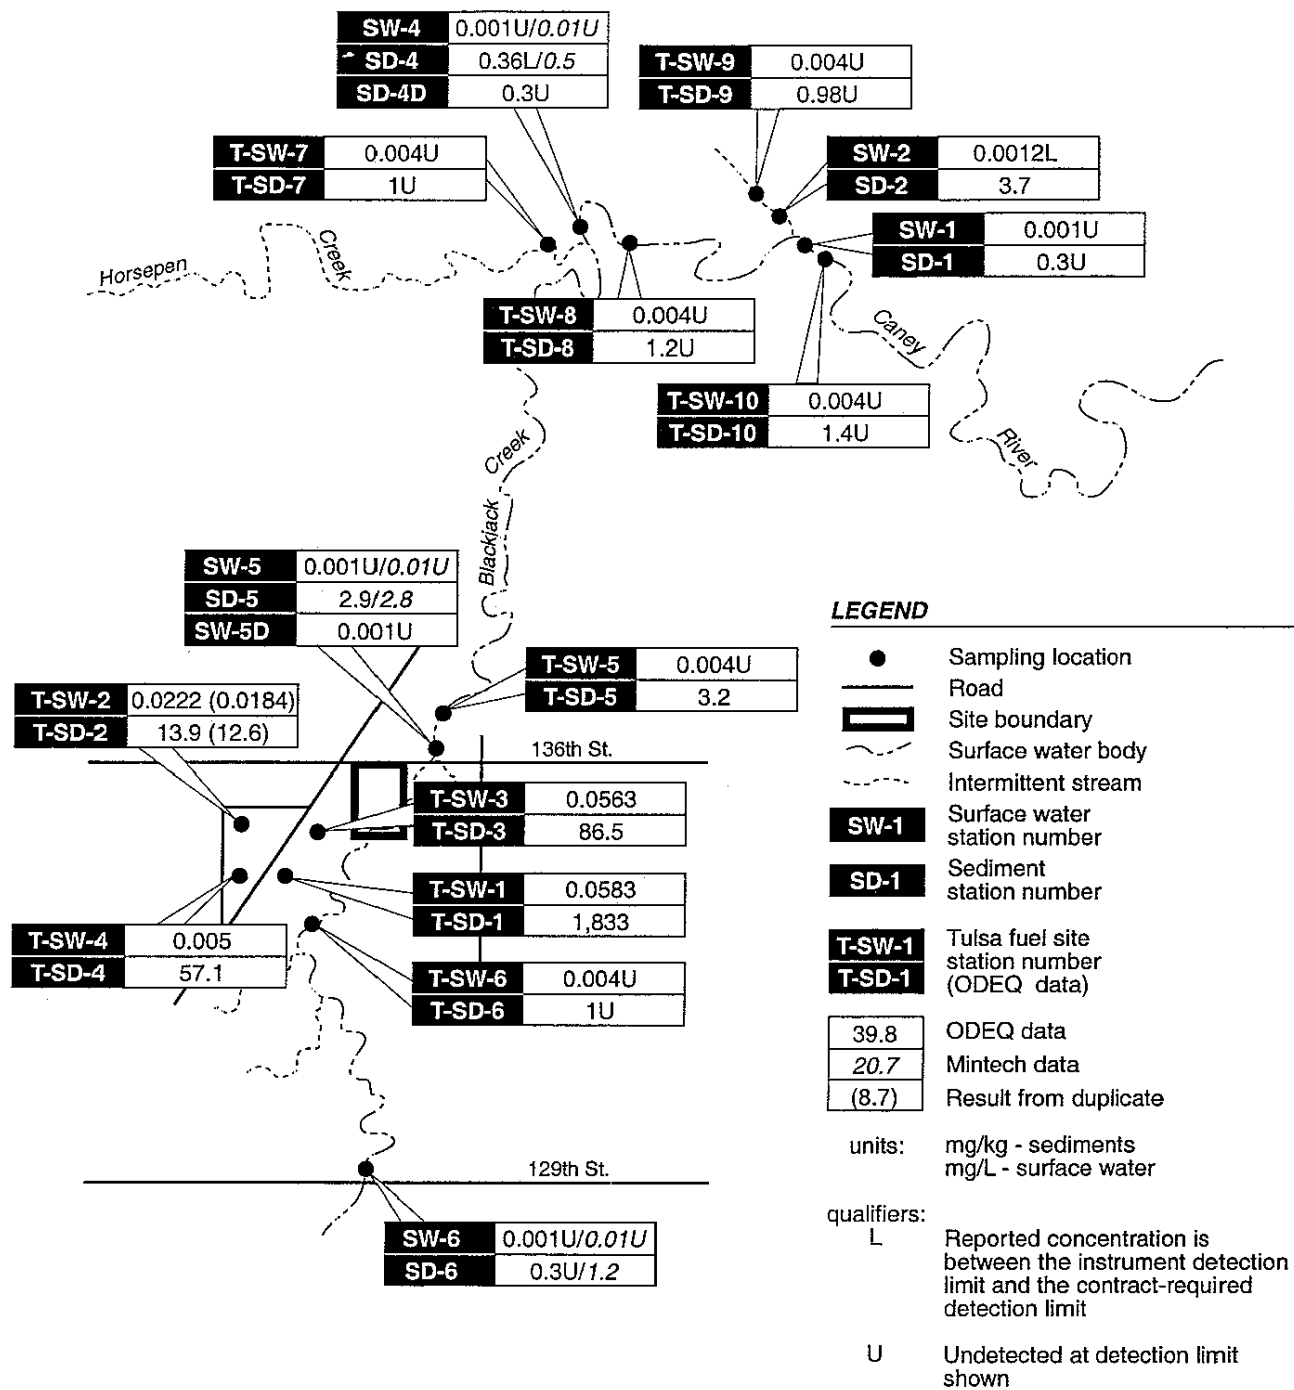 SW-4 0.001U/0.01U
SD-4 0.36L/0.5
SD-4D 0.3U
T-SW-9 0.004U
T-SD-9 0.98U
T-SW-7 0.004U
T-SD-7 1U
SW-2 0.0012L
SD-2 3.7
SW-1 0.001U
SD-1 0.3U
Horsepen Creek
T-SW-8 0.004U
T-SD-8 1.2U
Caney River
T-SW-10 0.004U
T-SD-10 1.4U
Blackjack Creek
SW-5 0.001U/0.01U
SD-5 2.9/2.8
SW-5D 0.001U
T-SW-5 0.004U
T-SD-5 3.2
T-SW-2 0.0222 (0.0184)
T-SD-2 13.9 (12.6)
136th St.
T-SW-3 0.0563
T-SD-3 86.5
T-SW-1 0.0583
T-SD-1 1,833
T-SW-4 0.005
T-SD-4 57.1
T-SW-6 0.004U
T-SD-6 1U
129th St.
SW-6 0.001U/0.01U
SD-6 0.3U/1.2
LEGEND
Sampling location
Road
Site boundary
Surface water body
Intermittent stream
SW-1 Surface water
station number
SD-1 Sediment
station number
T-SW-1 Tulsa fuel site
station number
T-SD-1 (ODEQ data)
39.8 ODEQ data
20.7 Mintech data
(8.7) Result from duplicate
units: mg/kg - sediments
mg/L - surface water
qualifiers:
L Reported concentration is
between the instrument detection
limit and the contract-required
detection limit
U Undetected at detection limit
shown